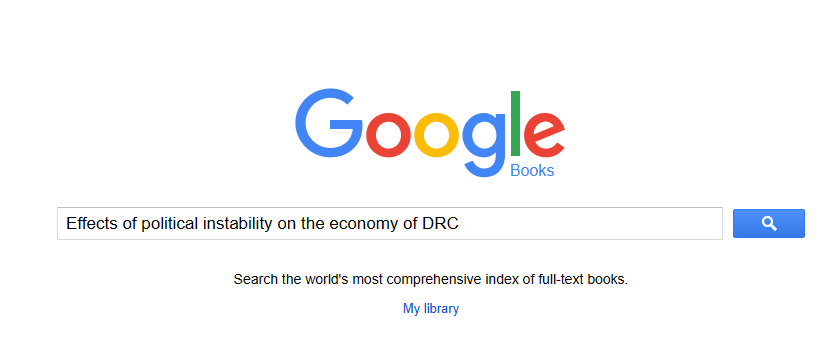 Google
Books
Effects of political instability on the economy of DRC
Search the world's most comprehensive index of full-text books.
My library